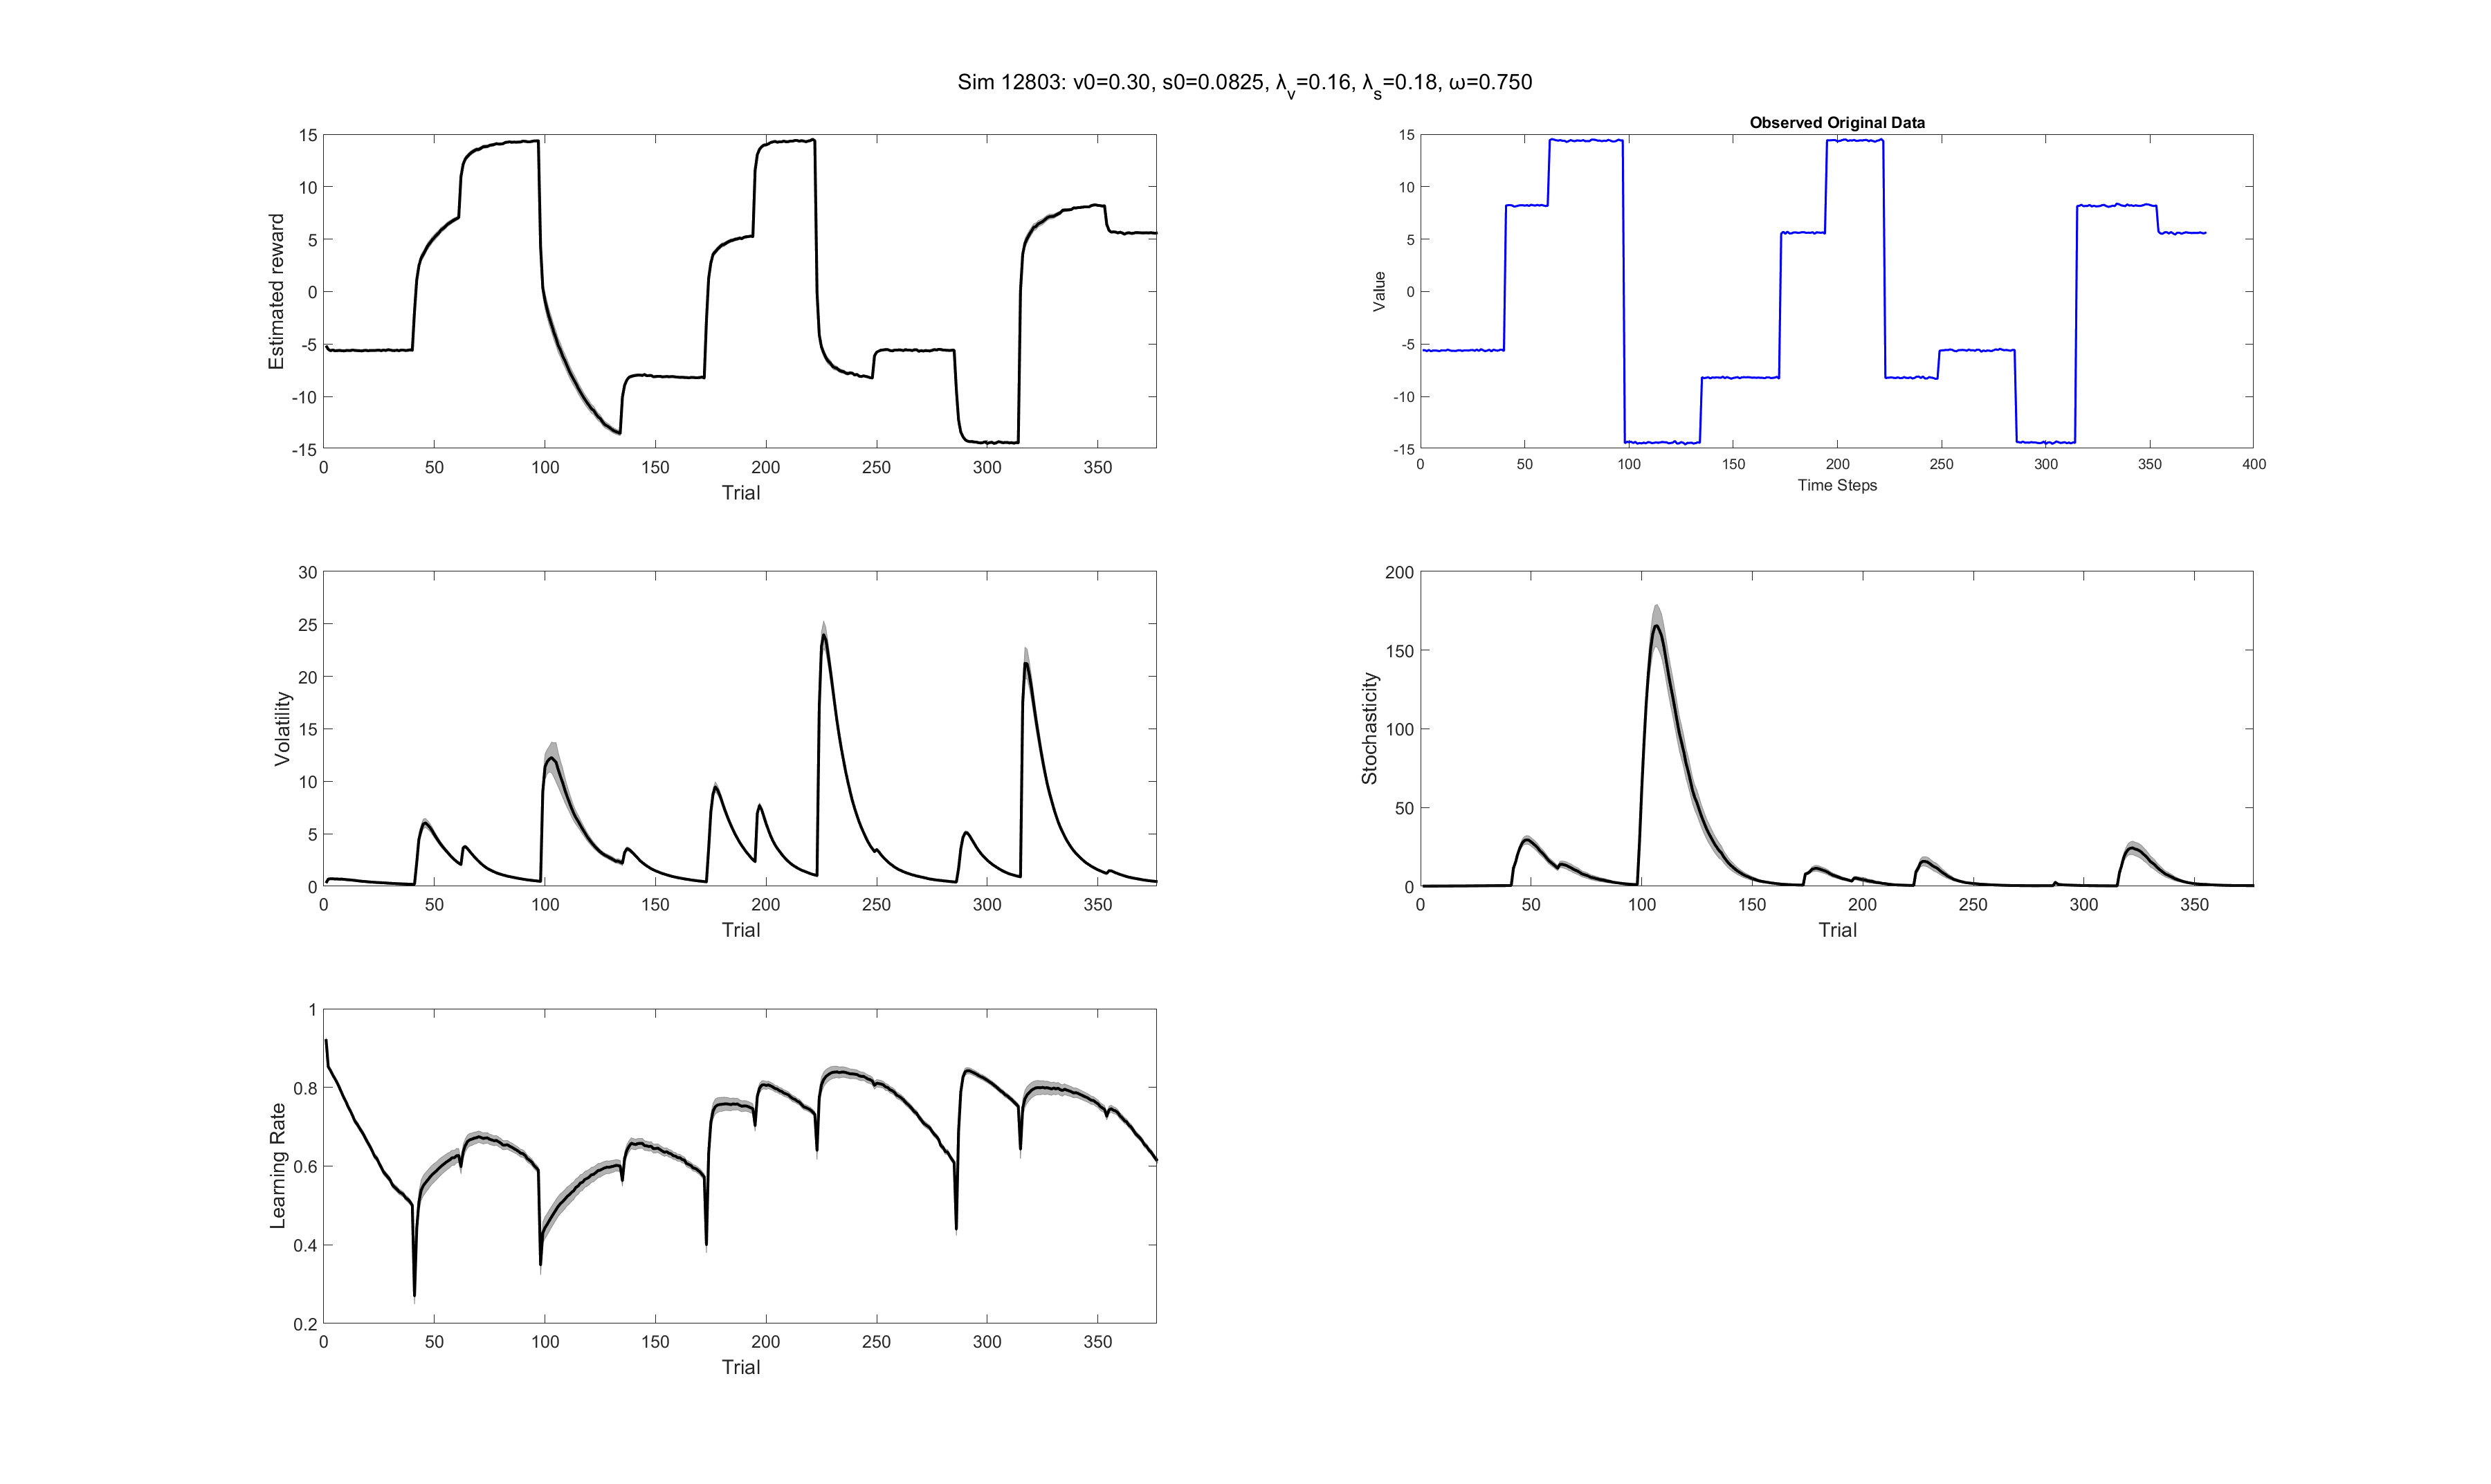 Sim 12803: v0=0.30, s0=0.0825, λv=0.16, λs=0.18, ω=0.750
15
10
5
0
-5
-10
-15
Estimated reward
0 50 100 150 200 250 300 350
Trial
Observed Original Data
15
10
5
0
-5
-10
-15
Value
0 50 100 150 200 250 300 350 400
Time Steps
30
25
20
15
10
5
0
Volatility
0 50 100 150 200 250 300 350
Trial
200
150
100
50
0
Stochasticity
0 50 100 150 200 250 300 350
Trial
1
0.8
0.6
0.4
0.2
Learning Rate
0 50 100 150 200 250 300 350
Trial